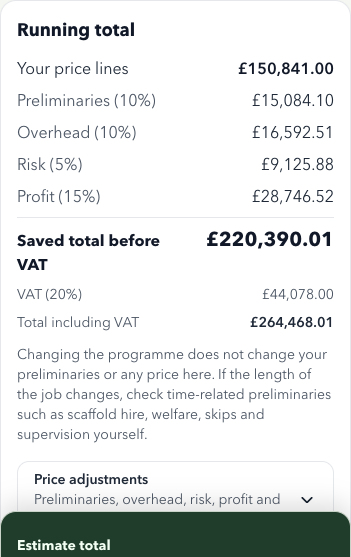 Running total
Your price lines £150,841.00
Preliminaries (10%) £15,084.10
Overhead (10%) £16,592.51
Risk (5%) £9,125.88
Profit (15%) £28,746.52
Saved total before £220,390.01
VAT
VAT (20%) £44,078.00
Total including VAT £264,468.01
Changing the programme does not change your
preliminaries or any price here. If the length of
the job changes, check time-related preliminaries
such as scaffold hire, welfare, skips and
supervision yourself.
Price adjustments
Preliminaries, overhead, risk, profit and
Estimate total